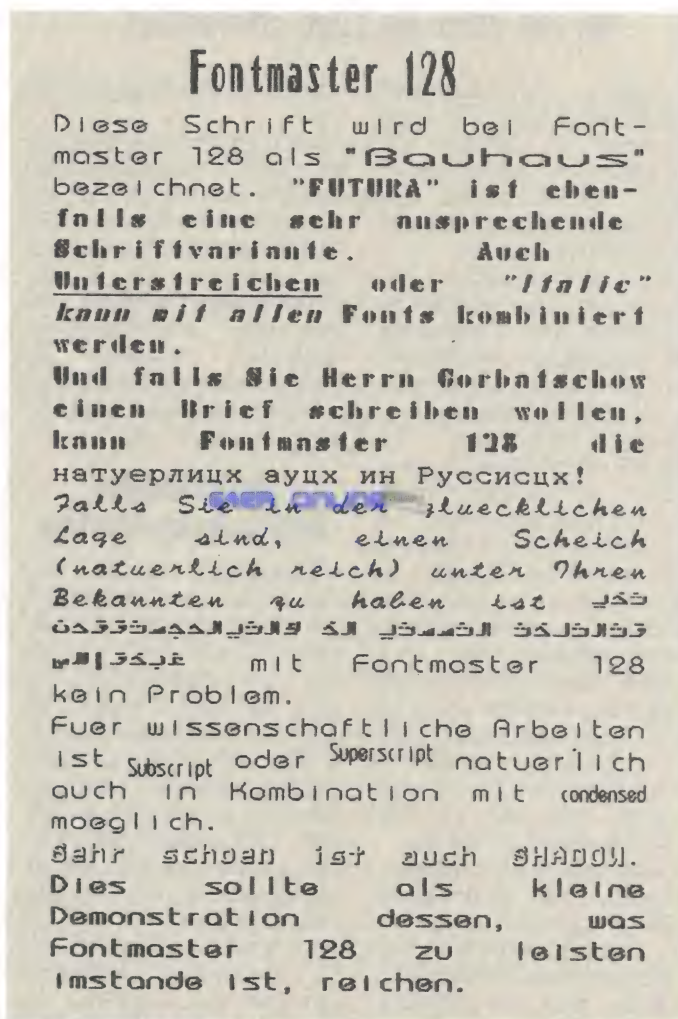 Fontmaster 128
Diese Schrift wird bei Font-
master 128 als "Bauhaus"
bezeichnet. "FUTURA" ist eben-
falls eine sehr ansprechende
Schriftvariante. Auch
Unterstreichen oder "Italic"
kann mit allen Fonts kombiniert
werden.
Und falls Sie Herrn Gorbatschow
einen Brief schreiben wollen,
kann Fontmaster 128 die
натуерлицх ауцх ин Руссисцх!
Falls Sie in der gluecklichen
Lage sind, einen Scheich
(natuerlich reich) unter Ihren
Bekannten zu haben ist
mit Fontmaster 128
kein Problem.
Fuer wissenschaftliche Arbeiten
ist Subscript oder Superscript natuerlich
auch in Kombination mit condensed
moeglich.
Sehr schoen ist auch SHADOW.
Dies sollte als kleine
Demonstration dessen, was
Fontmaster 128 zu leisten
imstande ist, reichen.